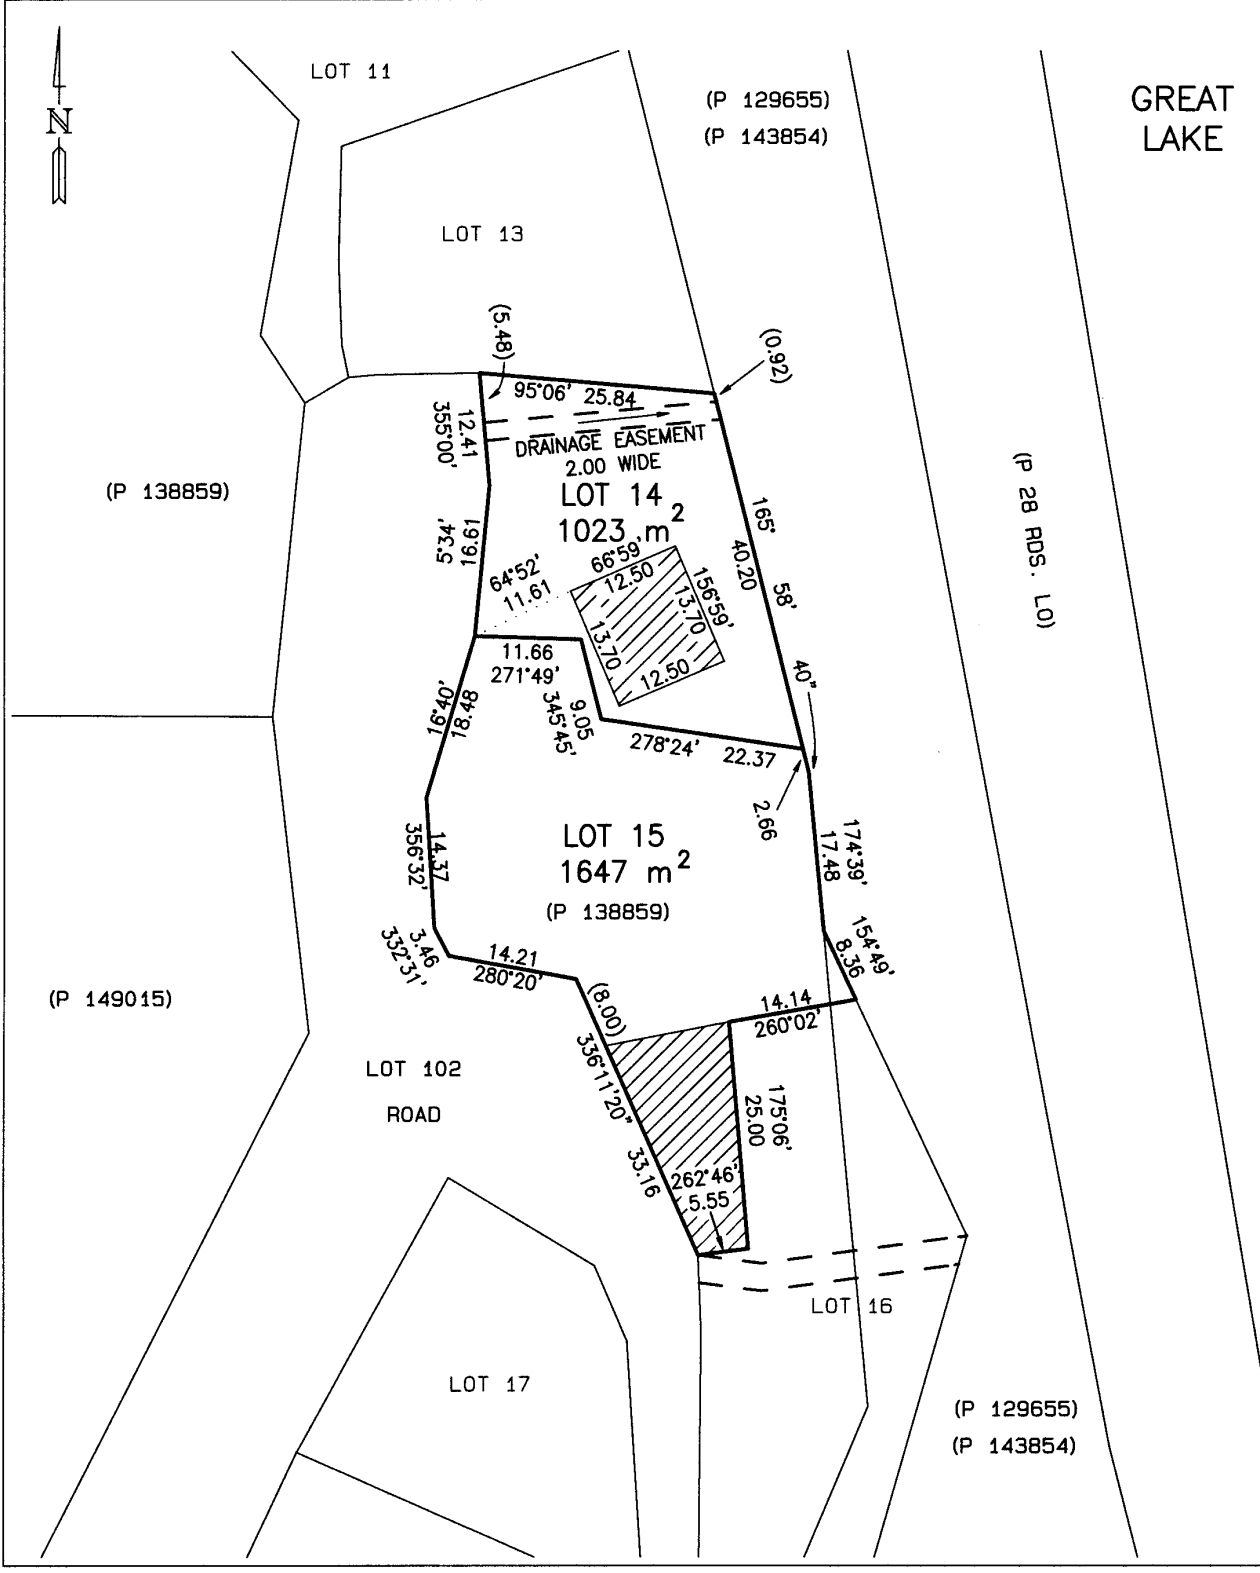 LOT 11
(P 129655)
(P 143854)
GREAT
LAKE
N
LOT 13
(5.48)
(0.92)
95°06' 25.84
12.41
355°00'
DRAINAGE EASEMENT
2.00 WIDE
LOT 14
1023 m²
(P 138859)
(P 28 RDS. LO)
16.61
5°34'
64°52'
11.61
66°59
12.50
156°59'
13.70
13.70
12.50
165° 58' 40"
40.20
11.66
271°49'
9.05
345°45'
278°24' 22.37
16°40'
18.48
2.66
LOT 15
1647 m²
(P 138859)
14.37
356°32'
174°39'
17.48
3.46
332°31'
14.21
280°20'
154°49'
8.36
(P 149015)
(8.00)
14.14
260°02'
336°11'20"
33.16
LOT 102
ROAD
175°06'
25.00
262°46'
5.55
LOT 16
LOT 17
(P 129655)
(P 143854)